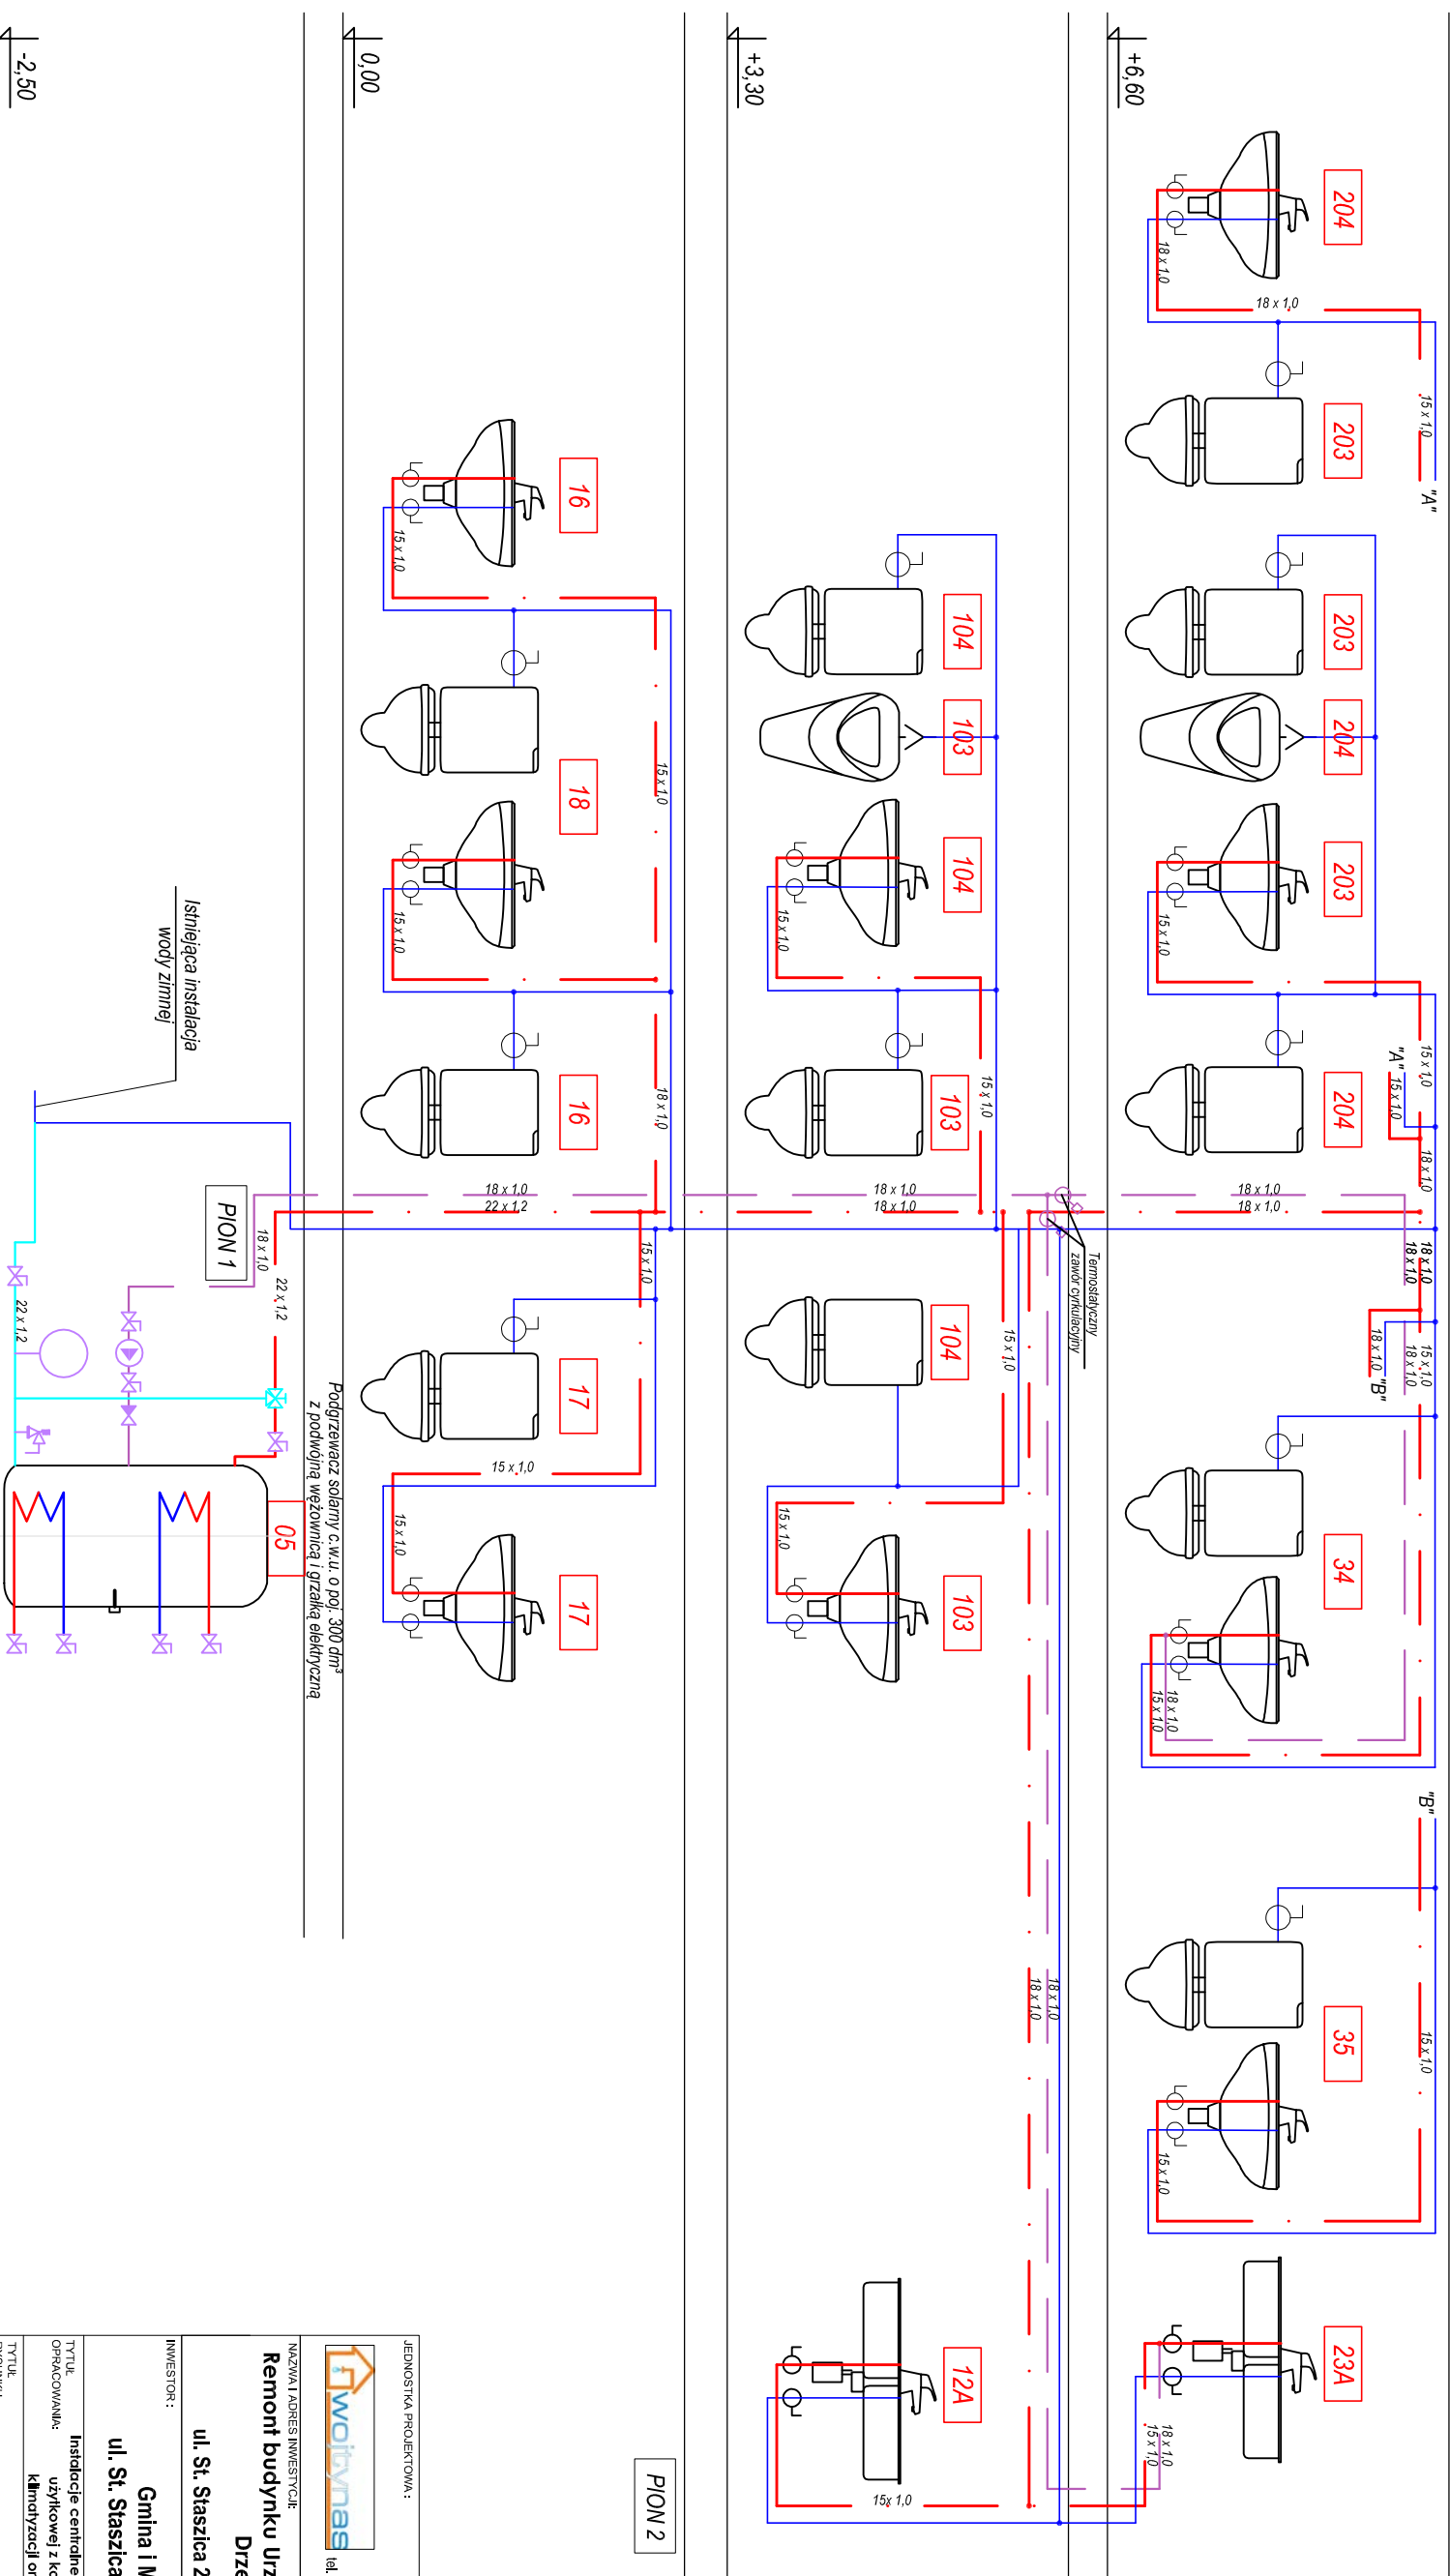 +6,60
204
203
203
204
203
204
34
35
23A
18 x 1,0
18 x 1,0
15 x 1,0
"A"
15 x 1,0
15 x 1,0
"A"
15 x 1,0
18 x 1,0
18 x 1,0
18 x 1,0
18 x 1,0
18 x 1,0
15 x 1,0
18 x 1,0
18 x 1,0
"B"
18 x 1,0
15 x 1,0
"B"
15 x 1,0
15 x 1,0
18 x 1,0
15 x 1,0
Termostatyczny
zawór cyrkulacyjny
+3,30
104
103
104
103
104
103
12A
15 x 1,0
15 x 1,0
18 x 1,0
18 x 1,0
15 x 1,0
15 x 1,0
18 x 1,0
18 x 1,0
15x 1,0
PION 2
0,00
16
18
16
17
17
15 x 1,0
15 x 1,0
15 x 1,0
18 x 1,0
18 x 1,0
22 x 1,2
15 x 1,0
15 x 1,0
15 x 1,0
-2,50
Istniejąca instalacja
wody zimnej
PION 1
18 x 1,0
22 x 1,2
22 x 1,2
Podgrzewacz solarny c.w.u. o poj. 300 dm³
z podwójną wężownicą i grzałką elektryczną
05
JEDNOSTKA PROJEKTOWA:
wojtynas
tel.
NAZWA I ADRES INWESTYCJI:
Remont budynku Urz
Drze
ul. St. Staszica 2
INWESTOR:
Gmina i M
ul. St. Staszica
TYTUŁ
OPRACOWANIA:
Instalacje centralne
użytkowej z ko
klimatyzacji or
TYTUŁ